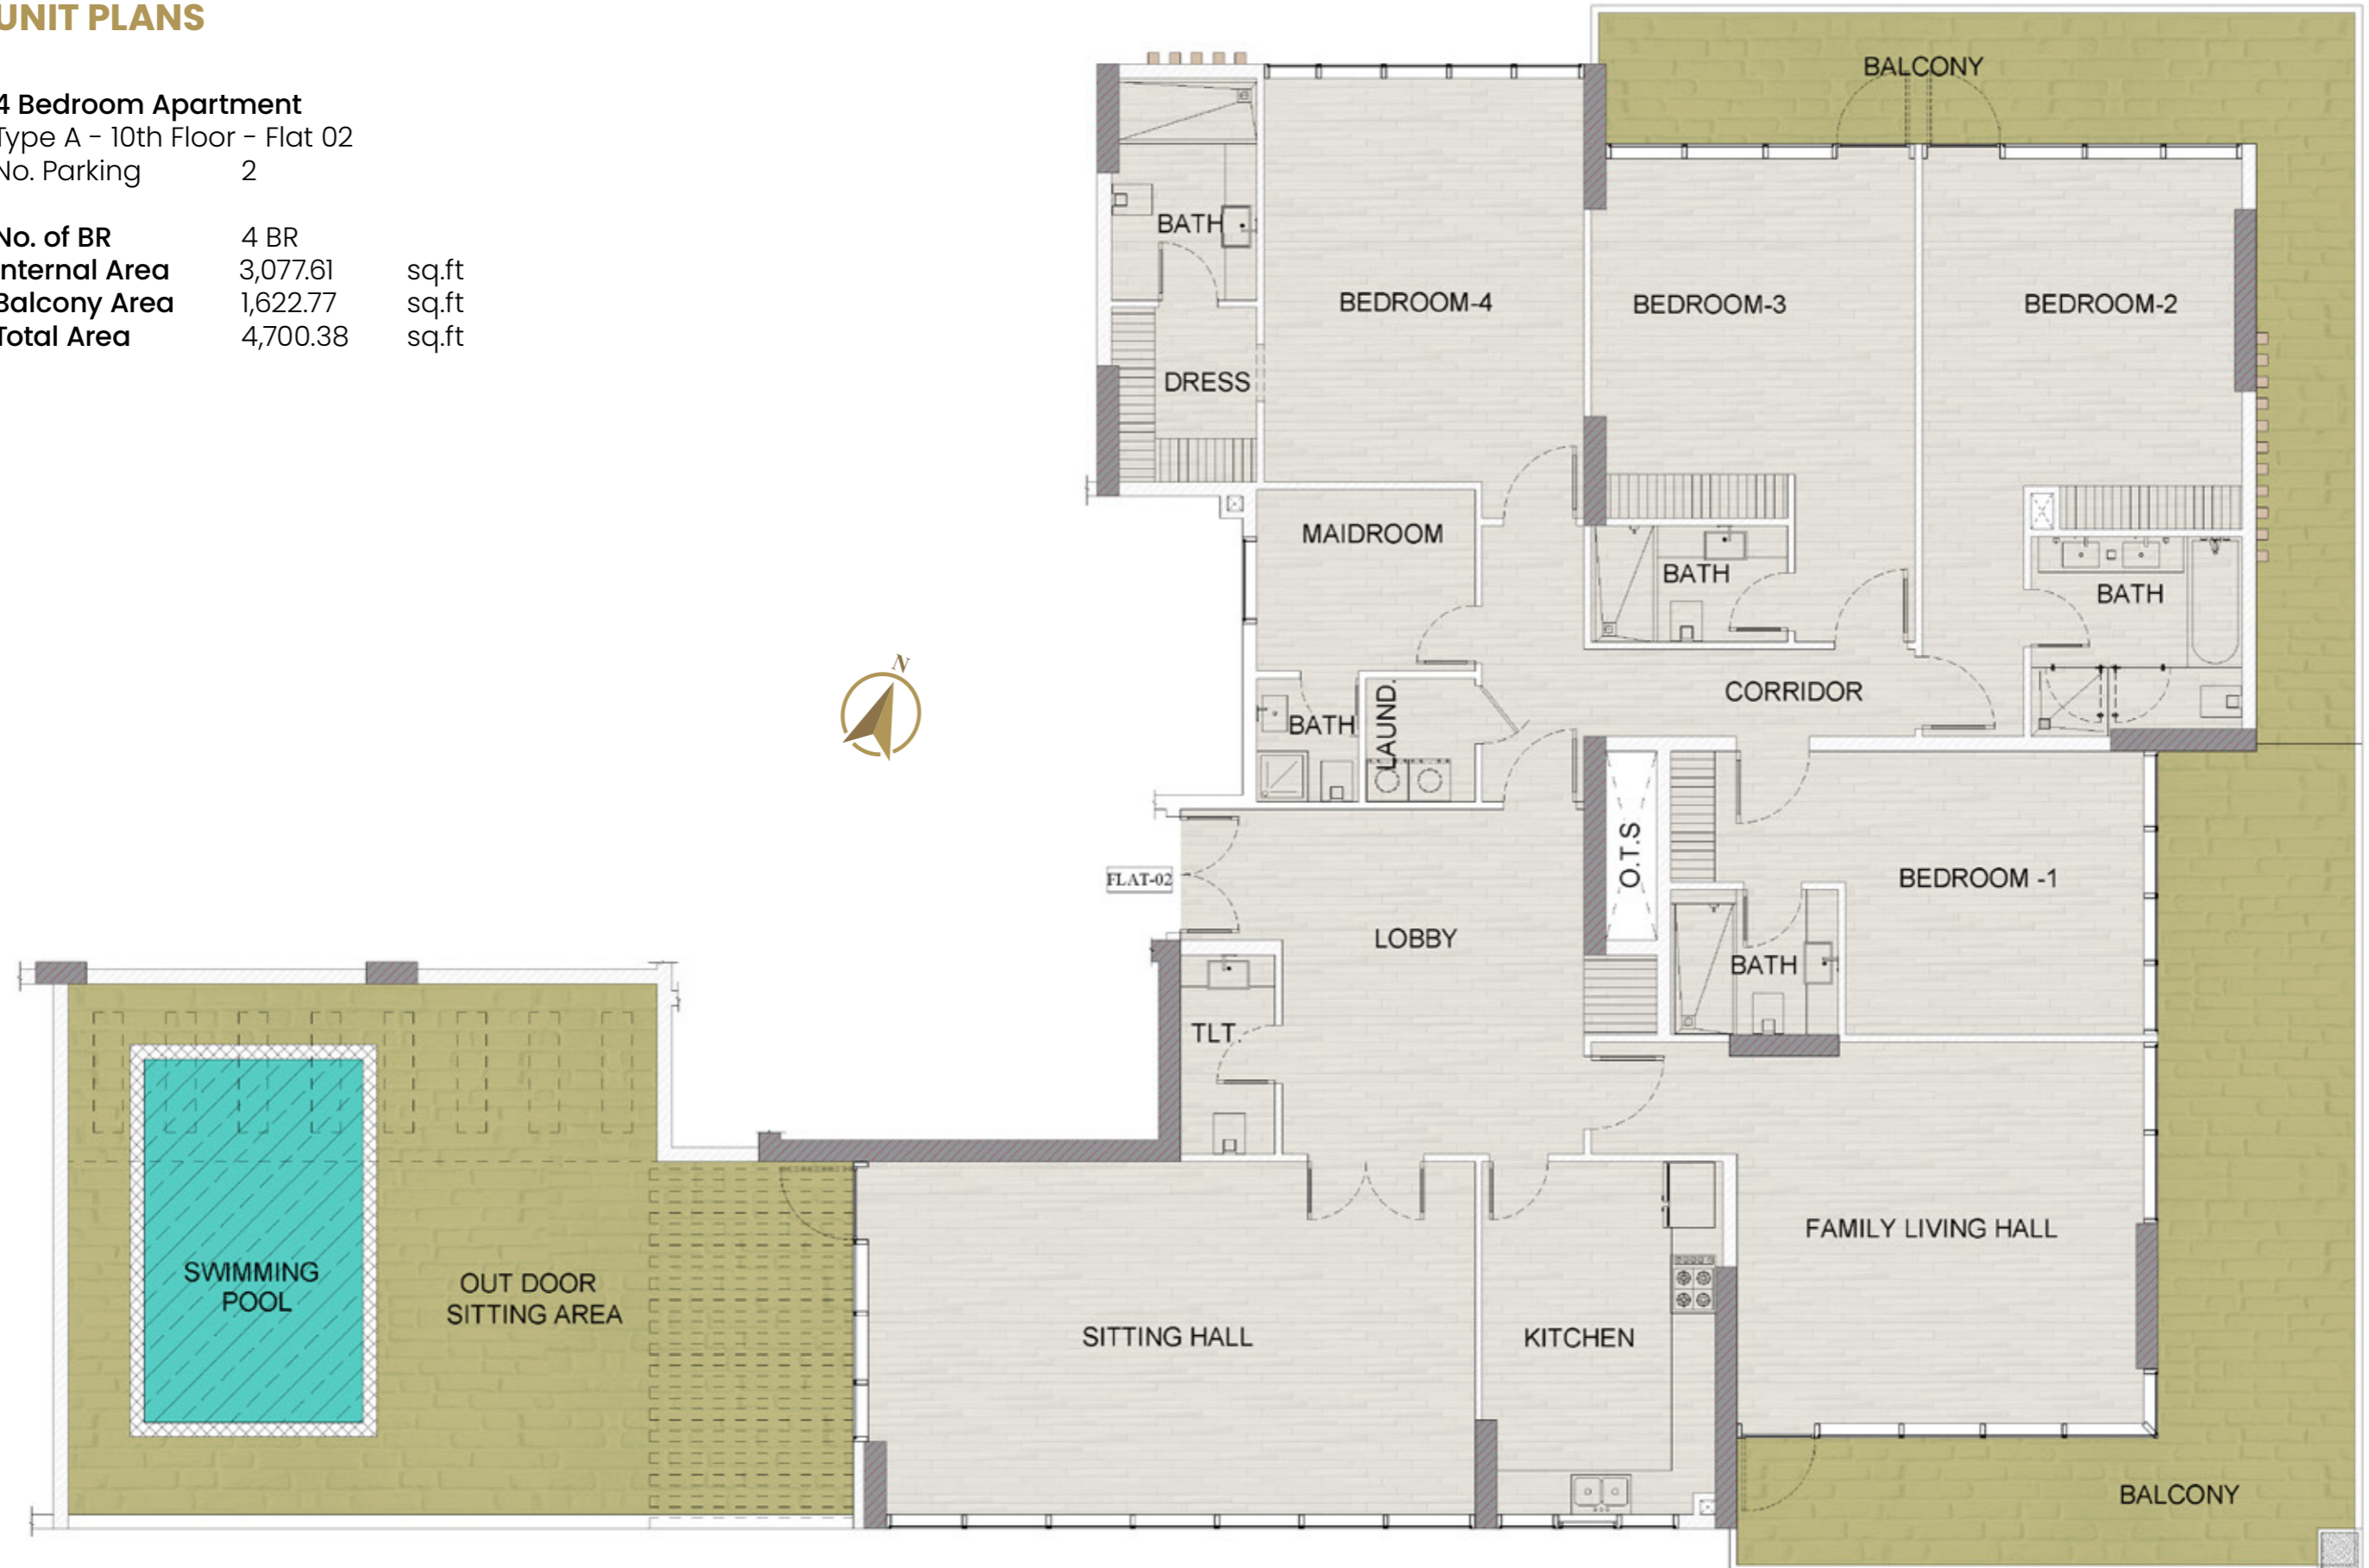 UNIT PLANS
4 Bedroom Apartment
Type A - 10th Floor - Flat 02
No. Parking 2
No. of BR 4 BR
Internal Area 3,077.61 sq.ft
Balcony Area 1,622.77 sq.ft
Total Area 4,700.38 sq.ft
BALCONY
BATH
BEDROOM-4
BEDROOM-3
BEDROOM-2
DRESS
MAIDROOM
BATH
BATH
N
CORRIDOR
BATH
LAUND.
O.T.S
FLAT-02
BEDROOM -1
LOBBY
BATH
TLT.
FAMILY LIVING HALL
SWIMMING
POOL
OUT DOOR
SITTING AREA
SITTING HALL
KITCHEN
BALCONY